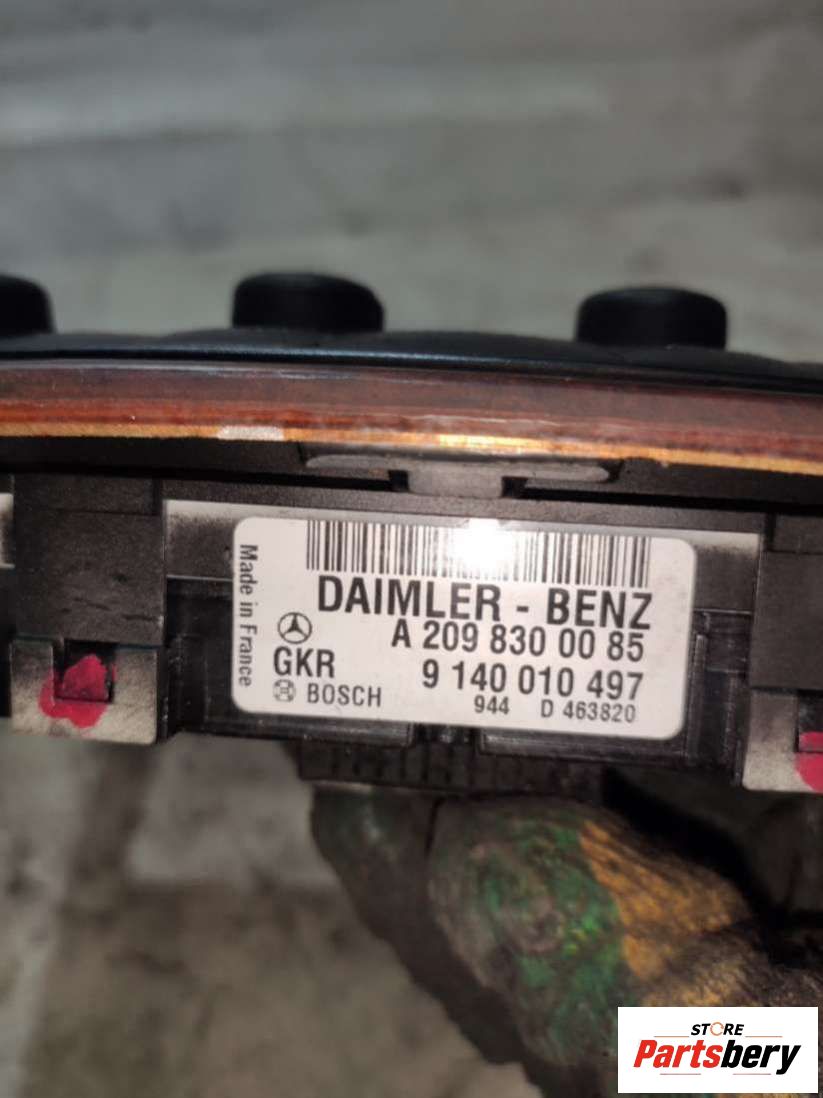 Made in France
DAIMLER - BENZ
A 209 830 00 85
GKR
9 140 010 497
BOSCH
944 D 463820
STORE
Partsbery